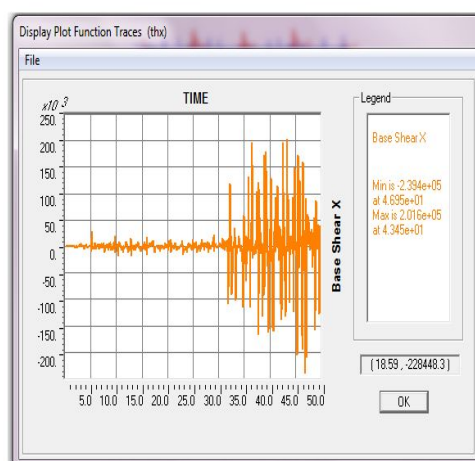 Display Plot Function Traces (thx)
File
TIME
x10 3
250.
200.
150.
100.
50.
0.
-50.
-100.
-150.
-200.
5.0 10.0 15.0 20.0 25.0 30.0 35.0 40.0 45.0 50.0
Base Shear X
Legend
Base Shear X
Min is -2.394e+05
at 4.695e+01
Max is 2.016e+05
at 4.345e+01
( 18.59 , -228448.3 )
OK